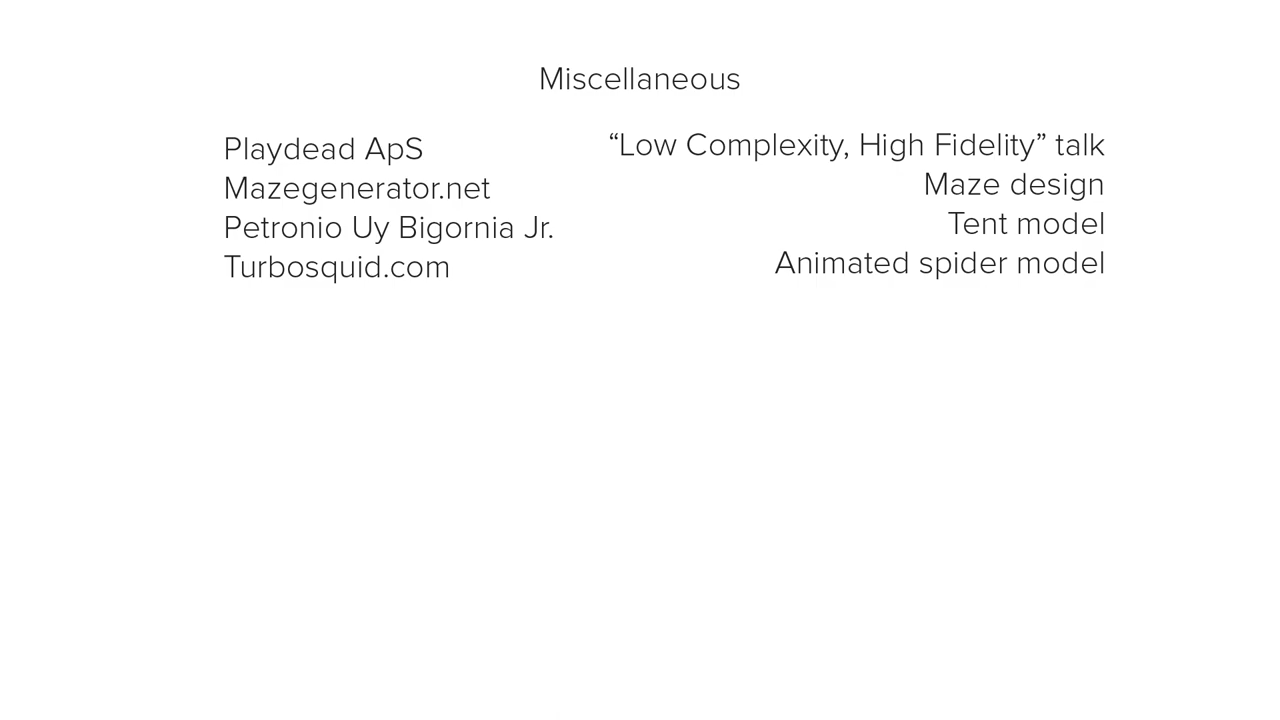 Miscellaneous
Playdead ApS
“Low Complexity, High Fidelity” talk
Mazegenerator.net
Maze design
Petronio Uy Bigornia Jr.
Tent model
Turbosquid.com
Animated spider model